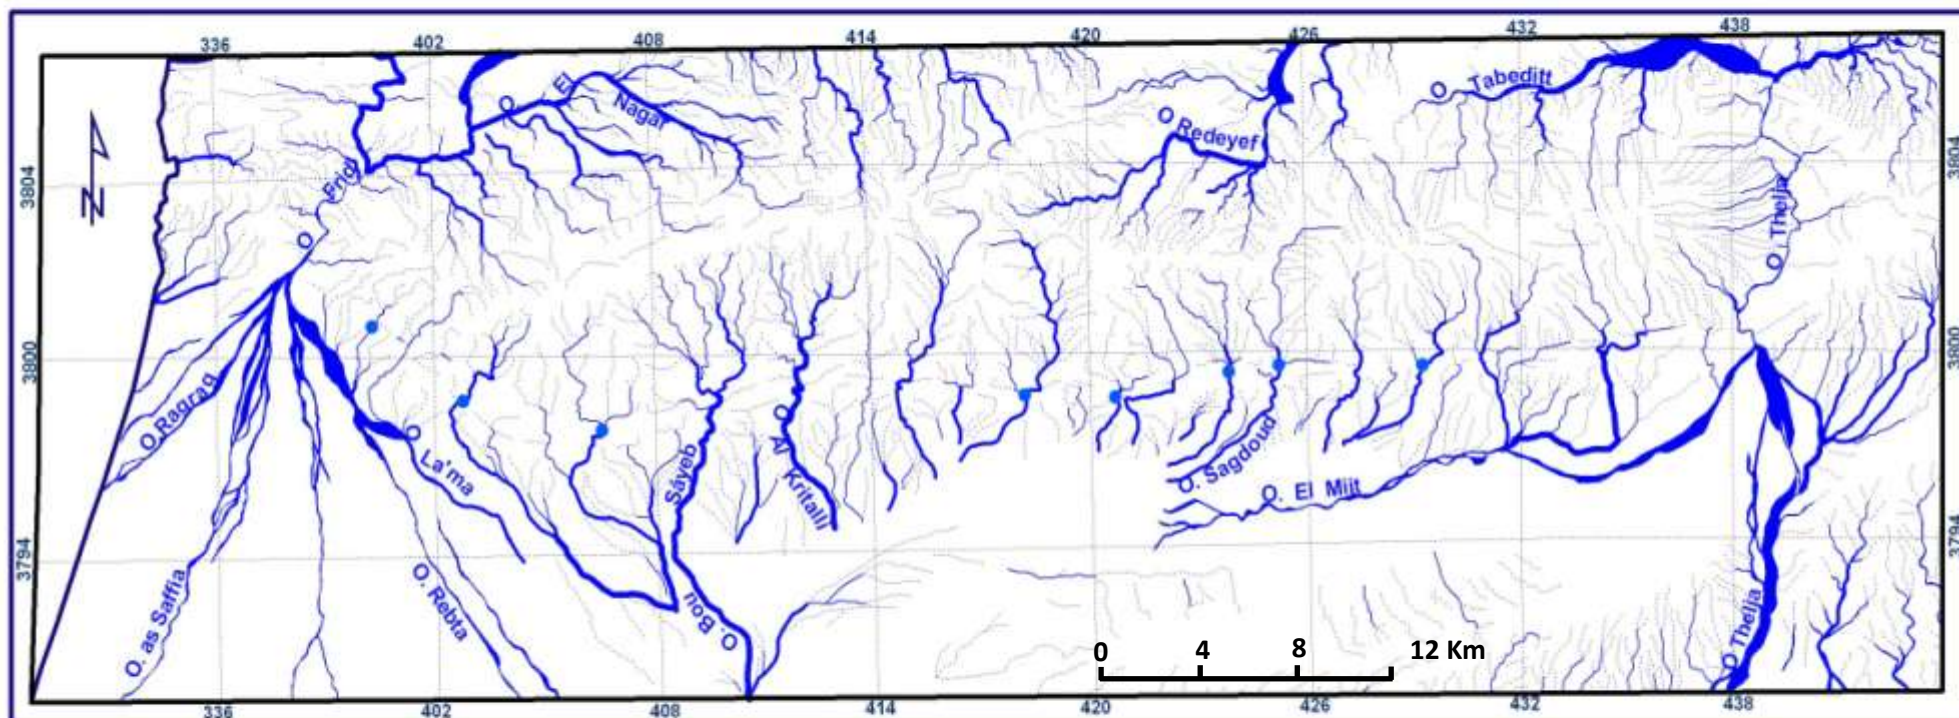 336 402 408 414 420 426 432 438
O El Nagar
O Tabeditt
O Redeyef
3804
3804
N
O Frid
O. Thelja
3800
3800
O Ragrag
O La'ma
Sayeb
O Al Kritalli
O. Sagdoud
O. El Mijt
3794
3794
O. as Saffia
O. Rebta
O. Bou
O Thelja
0 4 8 12 Km
336 402 408 414 420 426 432 438